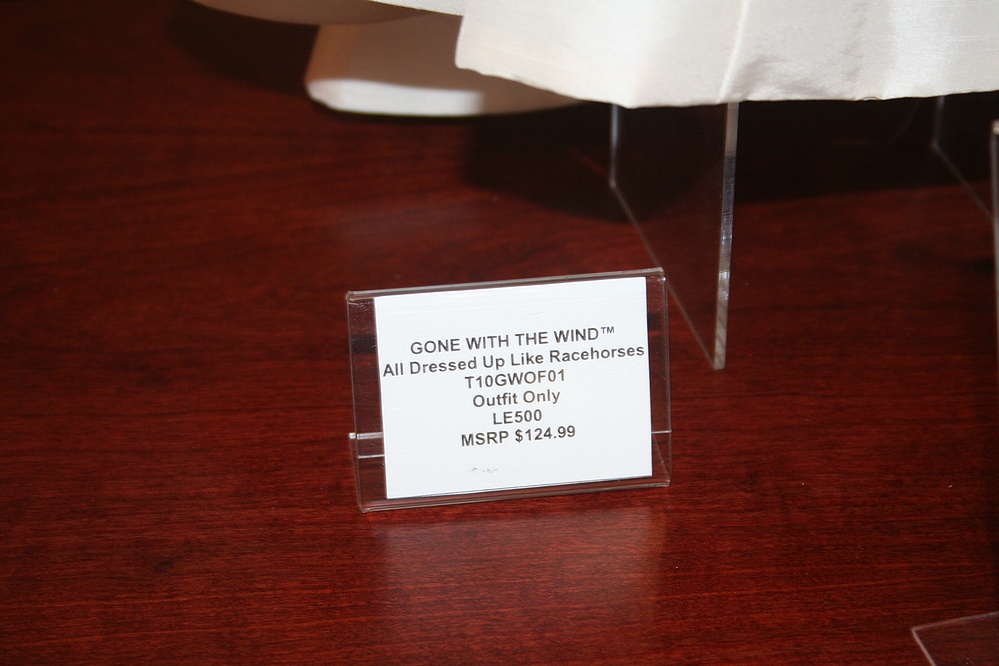 GONE WITH THE WIND™
All Dressed Up Like Racehorses
T10GWOF01
Outfit Only
LE500
MSRP $124.99